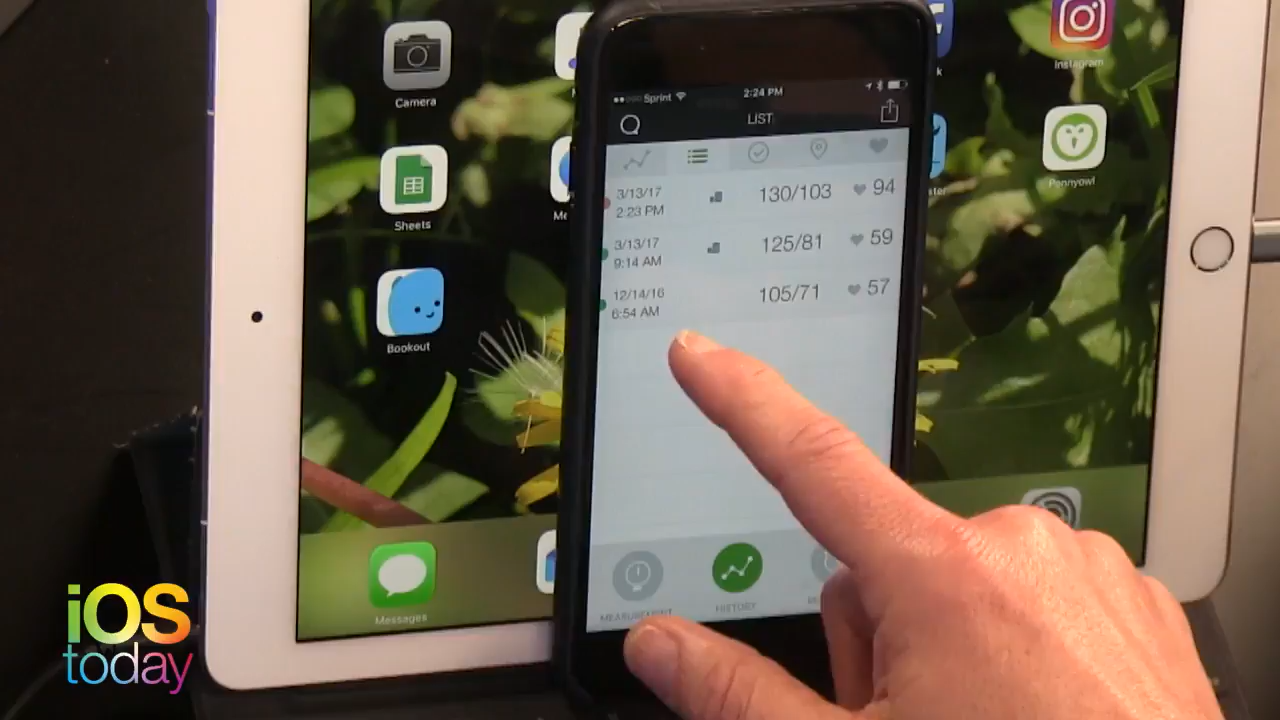 Camera
Sheets
Bookout
Messages
Sprint
2:24 PM
LIST
3/13/17
2:23 PM
130/103
94
3/13/17
9:14 AM
125/81
59
12/14/16
6:54 AM
105/71
57
MEASUREMENT
HISTORY
Instagram
Pennyowl
iOS
today